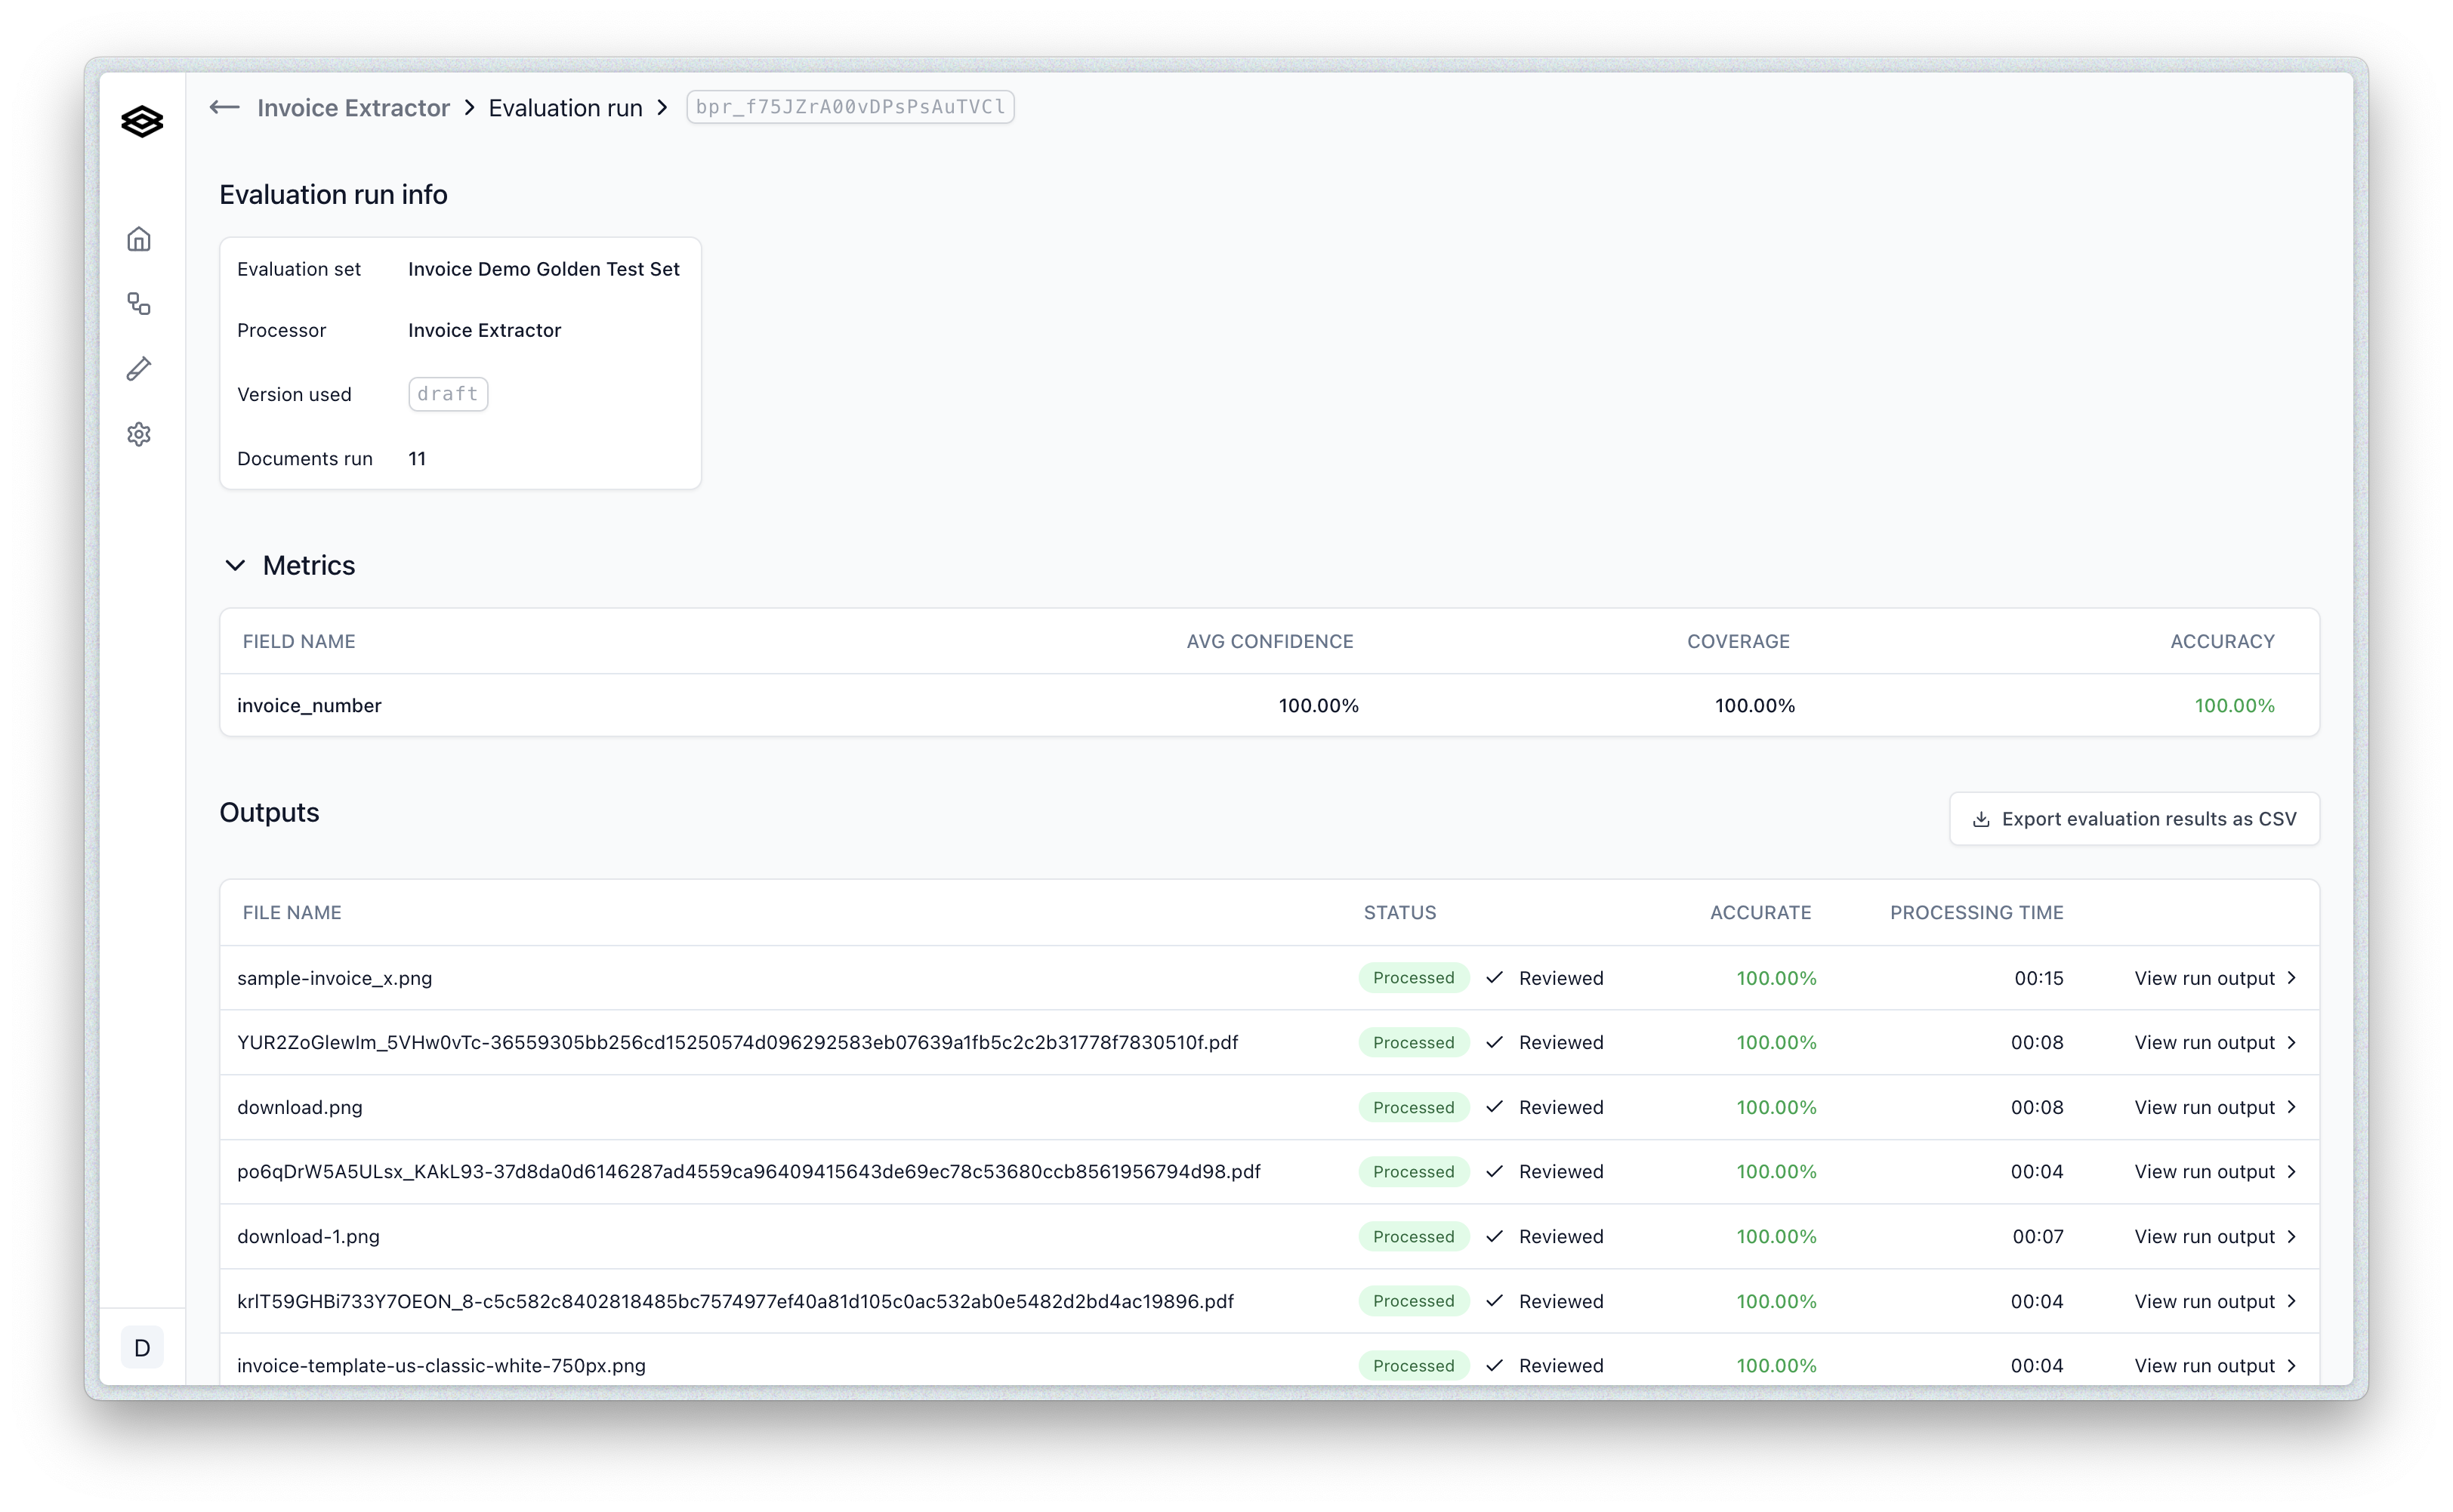 Invoice Extractor > Evaluation run > bpr_f75JZrA00vDPsPsAuTVCl
Evaluation run info
Evaluation set Invoice Demo Golden Test Set
Processor Invoice Extractor
Version used draft
Documents run 11
Metrics
FIELD NAME AVG CONFIDENCE COVERAGE ACCURACY
invoice_number 100.00% 100.00% 100.00%
Outputs
Export evaluation results as CSV
FILE NAME STATUS ACCURATE PROCESSING TIME
sample-invoice_x.png Processed Reviewed 100.00% 00:15 View run output
YUR2ZoGlewIm_5VHw0vTc-36559305bb256cd15250574d096292583eb07639a1fb5c2c2b31778f7830510f.pdf Processed Reviewed 100.00% 00:08 View run output
download.png Processed Reviewed 100.00% 00:08 View run output
po6qDrW5A5ULsx_KAkL93-37d8da0d6146287ad4559ca96409415643de69ec78c53680ccb8561956794d98.pdf Processed Reviewed 100.00% 00:04 View run output
download-1.png Processed Reviewed 100.00% 00:07 View run output
krlT59GHBi733Y7OEON_8-c5c582c8402818485bc7574977ef40a81d105c0ac532ab0e5482d2bd4ac19896.pdf Processed Reviewed 100.00% 00:04 View run output
invoice-template-us-classic-white-750px.png Processed Reviewed 100.00% 00:04 View run output
D